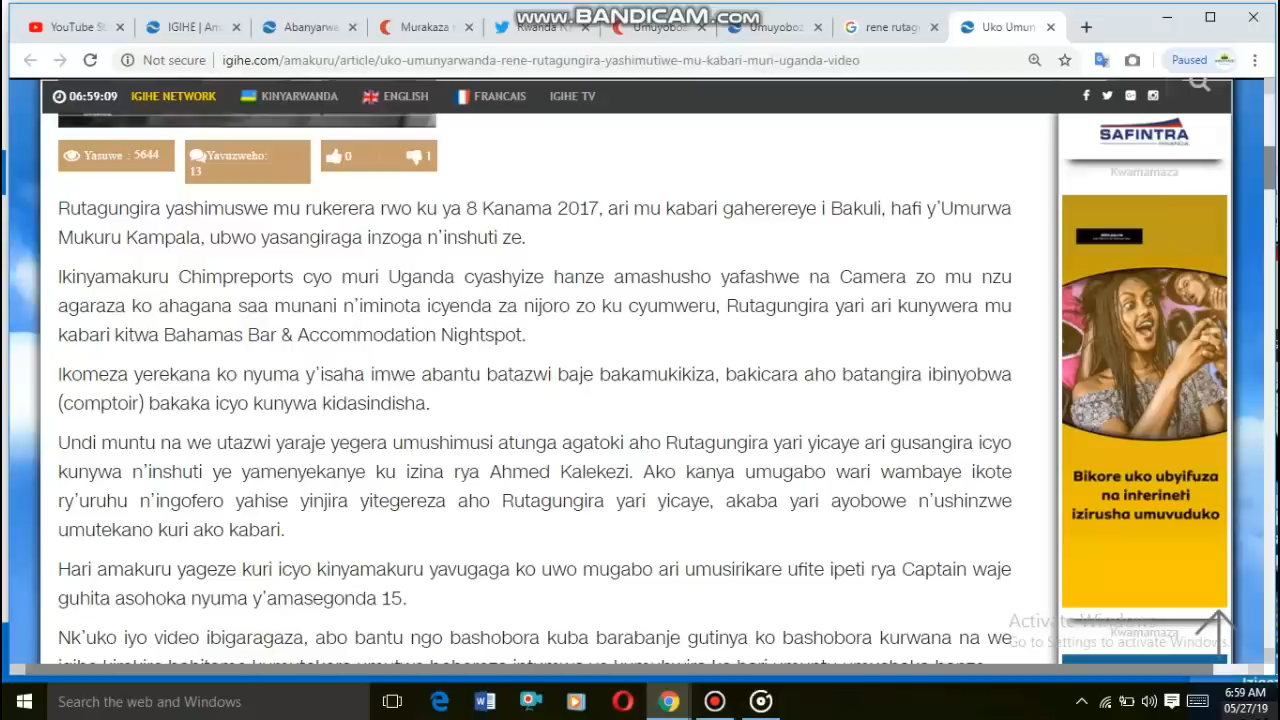 www.BANDICAM.com
YouTube St
IGIHE | Am
Abanyarwa
Murakaza n
Rwanda N
Umuyoboz
Umuyoboz
rene rutag
Uko Umun
Not secure
igihe.com/amakuru/article/uko-umunyarwanda-rene-rutagungira-yashimutiwe-mu-kabari-muri-uganda-video
Paused
06:59:09
IGIHE NETWORK
KINYARWANDA
ENGLISH
FRANCAIS
IGIHE TV
SAFINTRA
RWANDA
Kwamamaza
Yasuwe : 5644
Yavuzweho:
13
0
1
Rutagungira yashimuswe mu rukerera rwo ku ya 8 Kanama 2017, ari mu kabari gaherereye i Bakuli, hafi y'Umurwa
Mukuru Kampala, ubwo yasangiraga inzoga n'inshuti ze.
Ikinyamakuru Chimpreports cyo muri Uganda cyashyize hanze amashusho yafashwe na Camera zo mu nzu
agaraza ko ahagana saa munani n'iminota icyenda za nijoro zo ku cyumweru, Rutagungira yari ari kunywera mu
kabari kitwa Bahamas Bar & Accommodation Nightspot.
Ikomeza yerekana ko nyuma y'isaha imwe abantu batazwi baje bakamukikiza, bakicara aho batangira ibinyobwa
(comptoir) bakaka icyo kunywa kidasindisha.
Undi muntu na we utazwi yaraje yegera umushimusi atunga agatoki aho Rutagungira yari yicaye ari gusangira icyo
kunywa n'inshuti ye yamenyekanye ku izina rya Ahmed Kalekezi. Ako kanya umugabo wari wambaye ikote
ry'uruhu n'ingofero yahise yinjira yitegereza aho Rutagungira yari yicaye, akaba yari ayobowe n'ushinzwe
umutekano kuri ako kabari.
Hari amakuru yageze kuri icyo kinyamakuru yavugaga ko uwo mugabo ari umusirikare ufite ipeti rya Captain waje
guhita asohoka nyuma y'amasegonda 15.
Nk'uko iyo video ibigaragaza, abo bantu ngo bashobora kuba barabanje gutinya ko bashobora kurwana na we
Bikore uko ubyifuza
na interineti
izirusha umuvuduko
Kwamamaza
Activate Windows
Go to Settings to activate Windows.
Search the web and Windows
6:59 AM
05/27/19